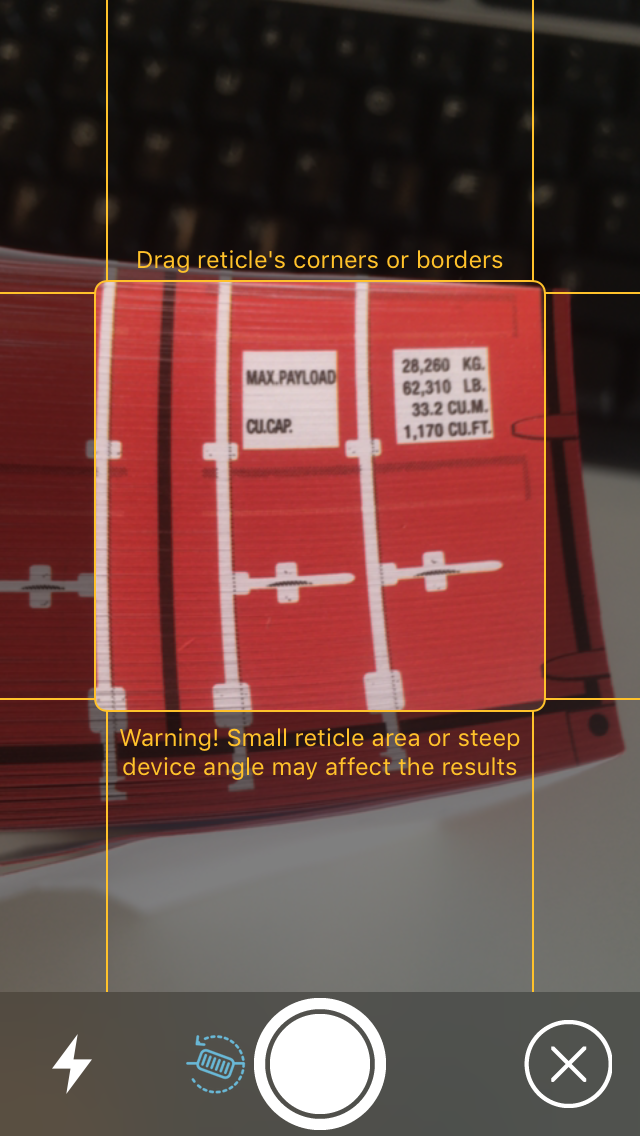 Drag reticle's corners or borders
MAX.PAYLOAD
CU.CAP.
28,260 KG.
62,310 LB.
33.2 CU.M.
1,170 CU.FT.
Warning! Small reticle area or steep
device angle may affect the results